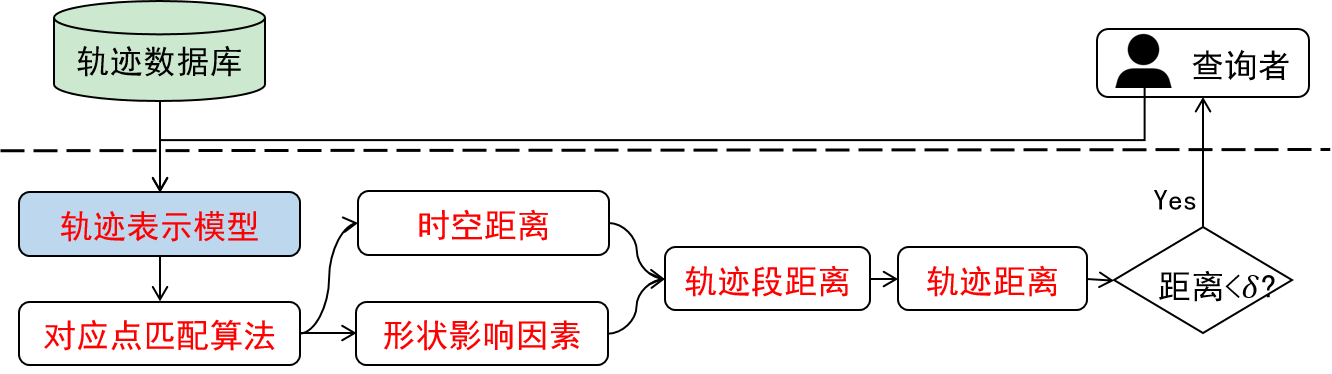 轨迹数据库
查询者
Yes
轨迹表示模型
时空距离
轨迹段距离
轨迹距离
距离<δ?
对应点匹配算法
形状影响因素